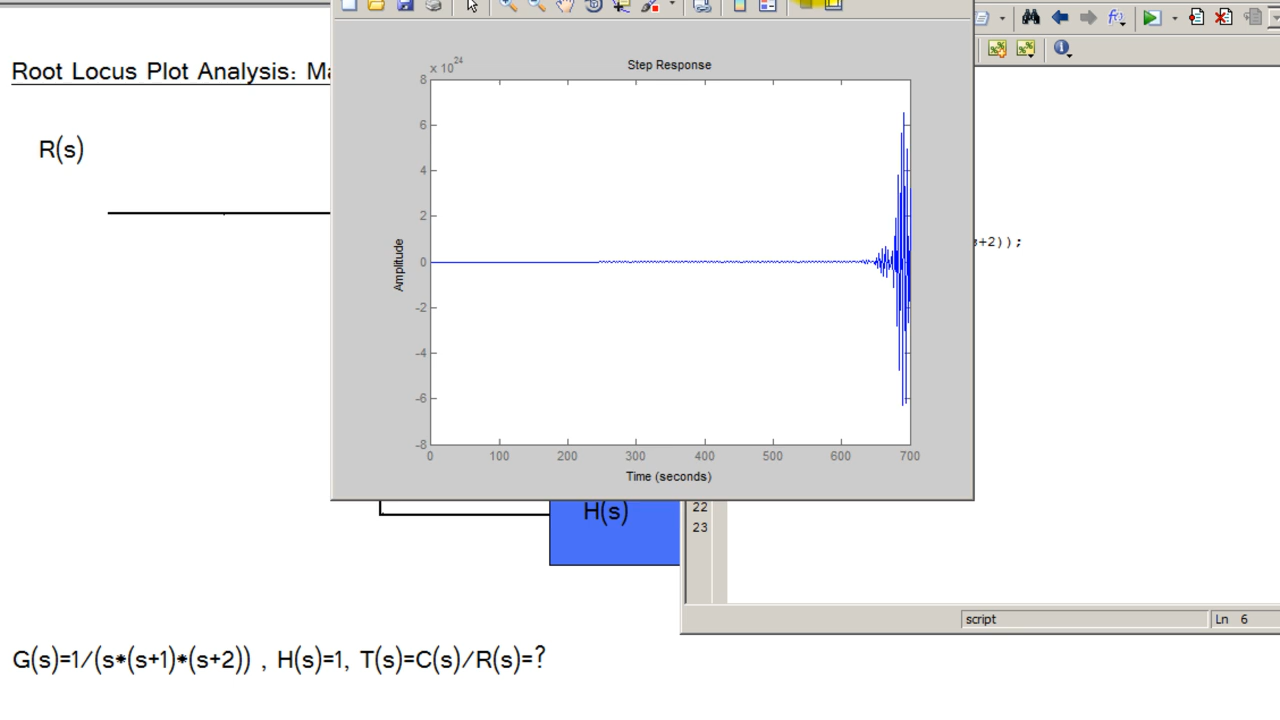 Root Locus Plot Analysis: Ma
R(s)
Step Response
x 10^24
8
6
4
2
0
-2
-4
-6
-8
Amplitude
0 100 200 300 400 500 600 700
Time (seconds)
s+2));
22
23
H(s)
script
Ln 6
G(s)=1/(s*(s+1)*(s+2)) , H(s)=1, T(s)=C(s)/R(s)=?